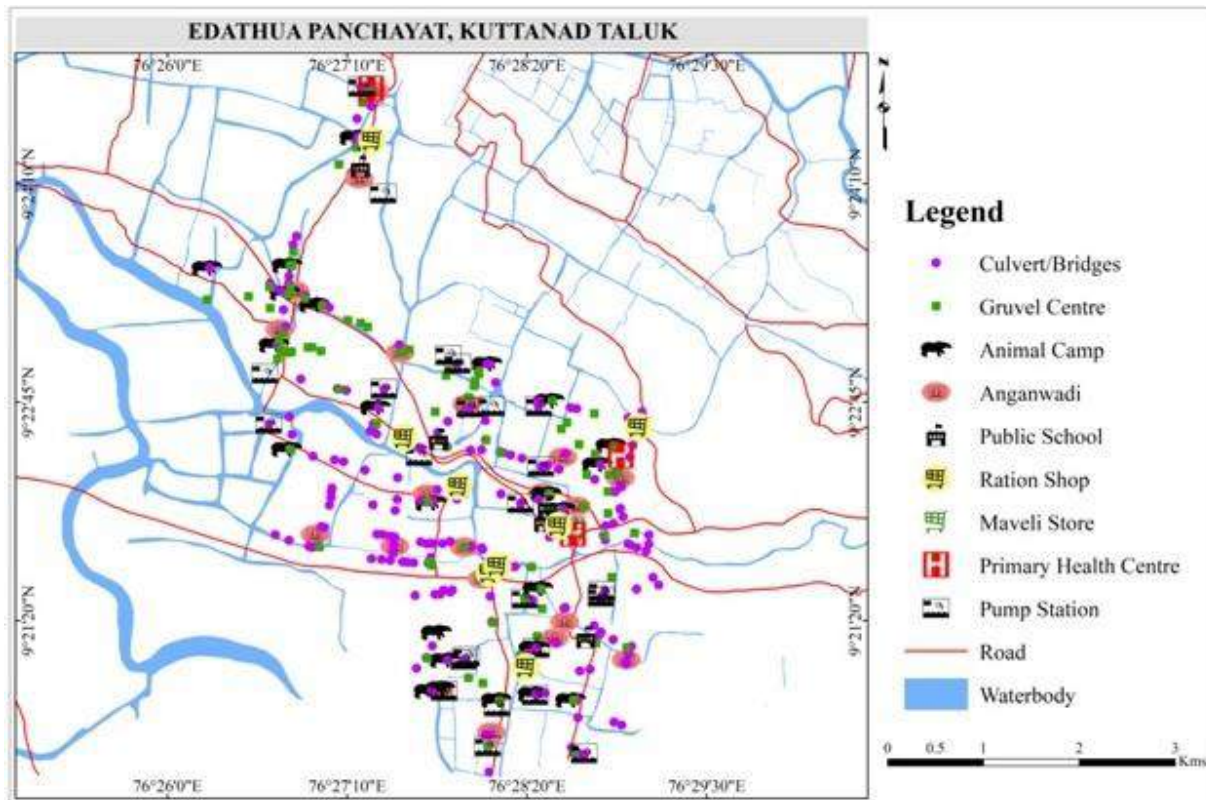 EDATHUA PANCHAYAT, KUTTANAD TALUK
76°26'0"E 76°27'10"E 76°28'20"E 76°29'30"E
N
9°24'10"N 9°24'10"N
9°22'45"N 9°22'45"N
9°21'20"N 9°21'20"N
76°26'0"E 76°27'10"E 76°28'20"E 76°29'30"E
Legend
Culvert/Bridges
Gruvel Centre
Animal Camp
Anganwadi
Public School
Ration Shop
Maveli Store
H Primary Health Centre
Pump Station
Road
Waterbody
0 0.5 1 2 3
Kms